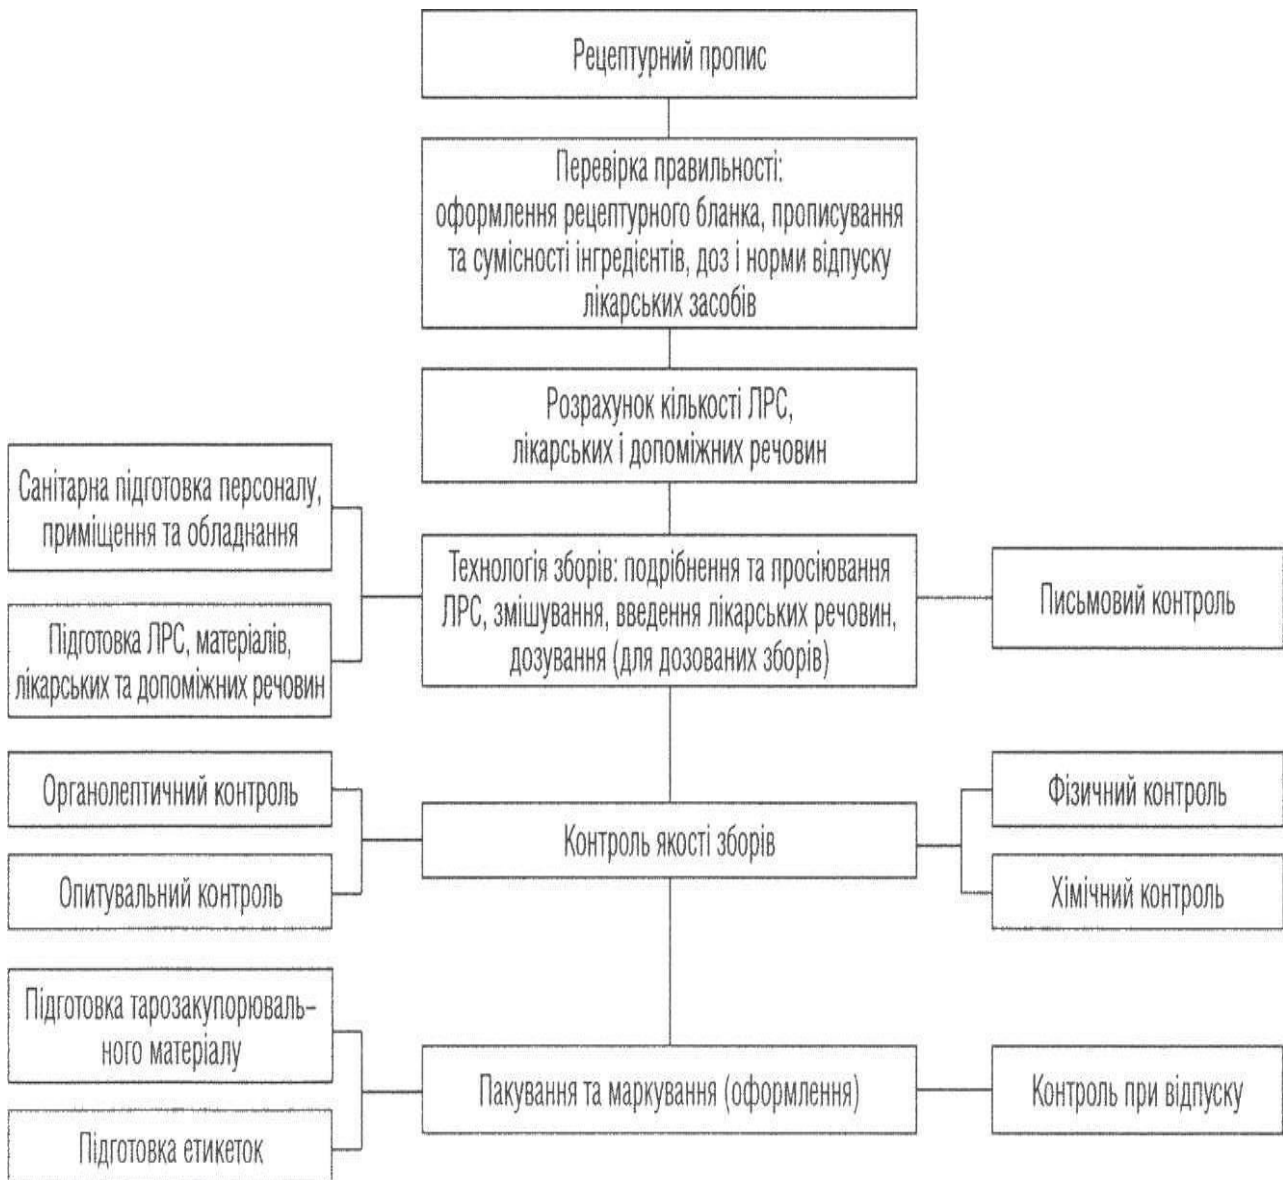 Рецептурний пропис
Перевірка правильності:
оформлення рецептурного бланка, прописування
та сумісності інгредієнтів, доз і норми відпуску
лікарських засобів
Розрахунок кількості ЛРС,
лікарських і допоміжних речовин
Санітарна підготовка персоналу,
приміщення та обладнання
Підготовка ЛРС, матеріалів,
лікарських та допоміжних речовин
Технологія зборів: подрібнення та просіювання
ЛРС, змішування, введення лікарських речовин,
дозування (для дозованих зборів)
Письмовий контроль
Органолептичний контроль
Опитувальний контроль
Контроль якості зборів
Фізичний контроль
Хімічний контроль
Підготовка тарозакупорюваль–
ного матеріалу
Підготовка етикеток
Пакування та маркування (оформлення)
Контроль при відпуску